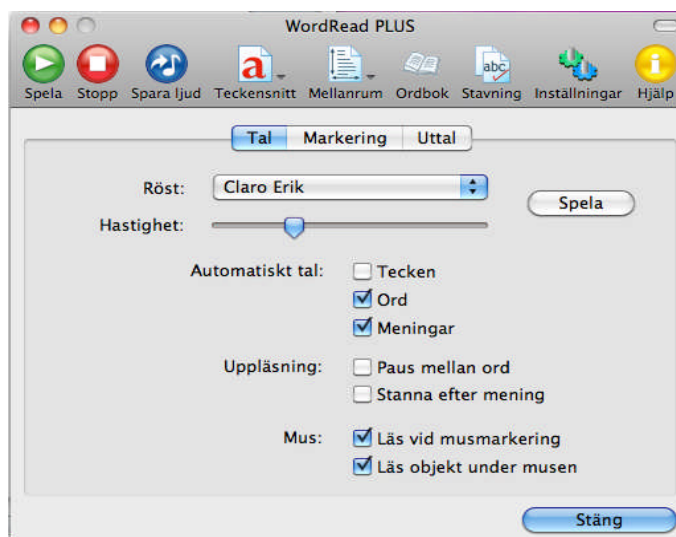 WordRead PLUS
Spela Stopp Spara ljud Teckensnitt Mellanrum Ordbok Stavning Inställningar Hjälp
Tal Markering Uttal
Röst: Claro Erik
Spela
Hastighet:
Automatiskt tal: Tecken
Ord
Meningar
Uppläsning: Paus mellan ord
Stanna efter mening
Mus: Läs vid musmarkering
Läs objekt under musen
Stäng